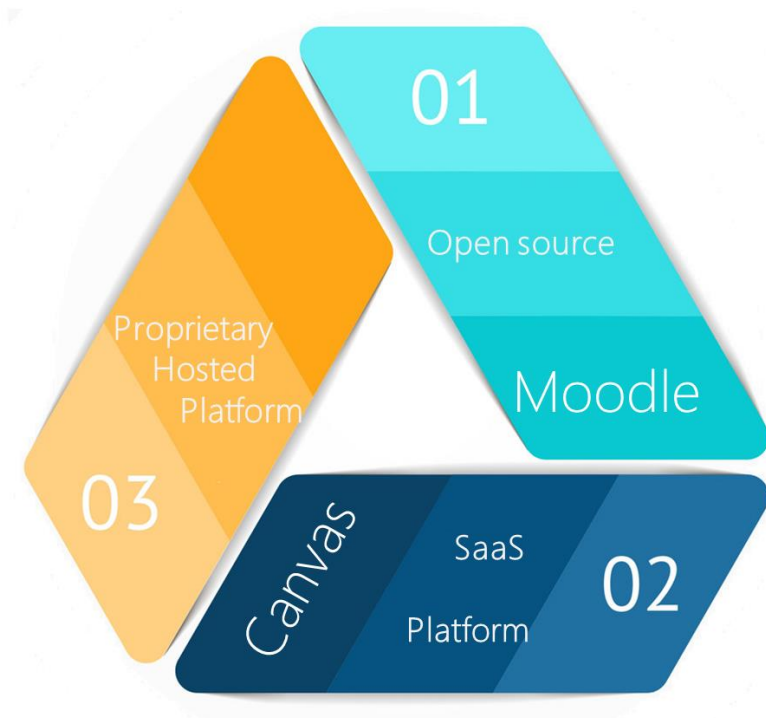 01
Open source
Moodle
02
SaaS
Platform
Canvas
03
Proprietary
Hosted
Platform